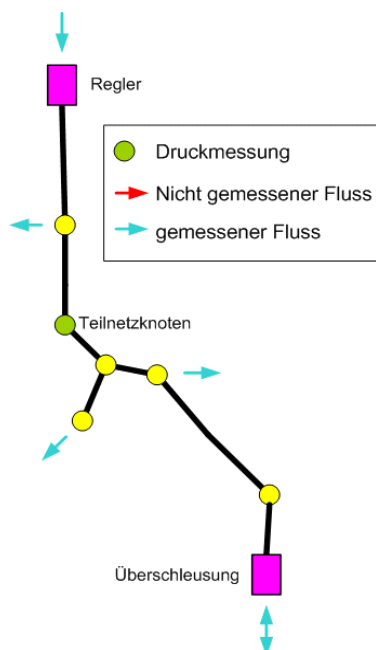 Regler
Druckmessung
Nicht gemessener Fluss
gemessener Fluss
Teilnetzknoten
Überschleusung